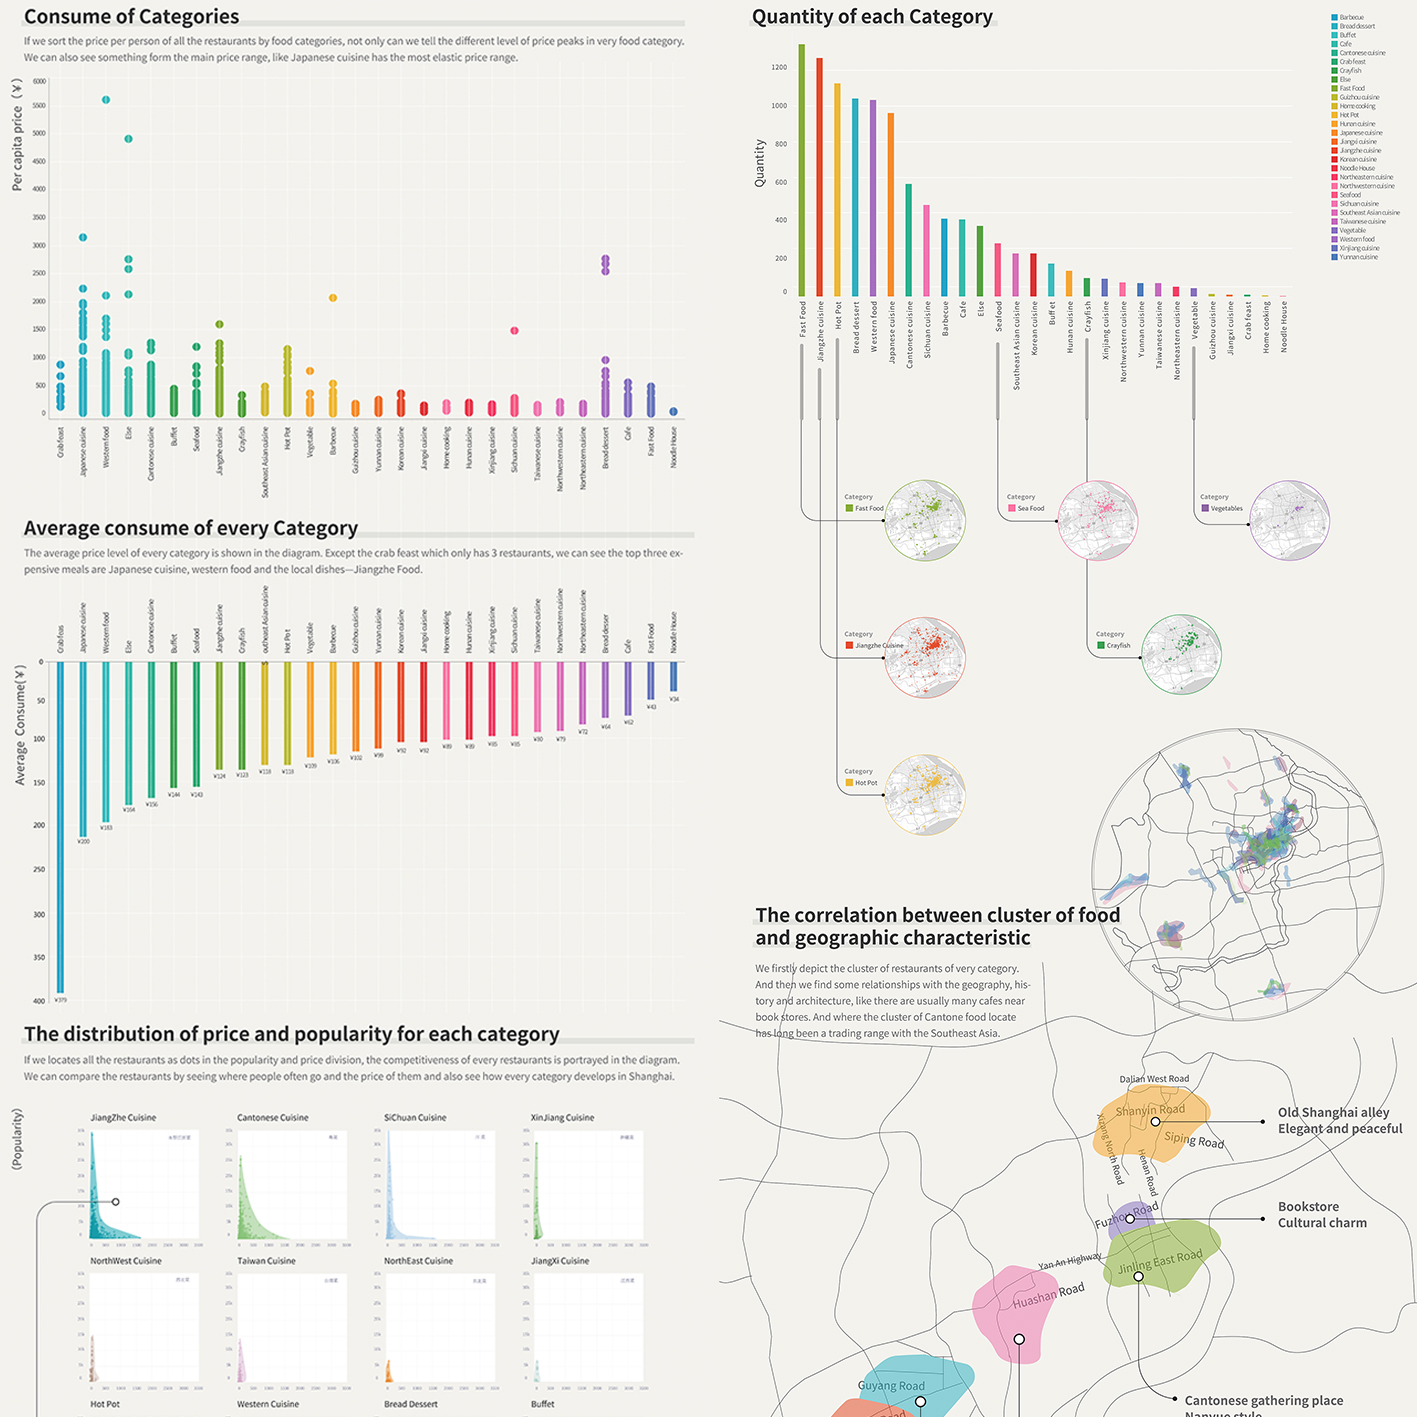 Consume of Categories
If we sort the price per person of all the restaurants by food categories, not only can we tell the different level of price peaks in very food category.
We can also see something form the main price range, like Japanese cuisine has the most elastic price range.
Per capita price (¥)
6000
5500
5000
4500
4000
3500
3000
2500
2000
1500
1000
500
0
Crab feast
Japanese cuisine
Western food
Else
Cantonese cuisine
Buffet
Seafood
Jiangzhe cuisine
Crayfish
Southeast Asian cuisine
Hot Pot
Vegetable
Barbecue
Guizhou cuisine
Yunnan cuisine
Korean cuisine
Jiangxi cuisine
Home cooking
Hunan cuisine
Xinjiang cuisine
Sichuan cuisine
Taiwanese cuisine
Northwestern cuisine
Northeastern cuisine
Bread dessert
Cafe
Fast Food
Noodle House
Average consume of every Category
The average price level of every category is shown in the diagram. Except the crab feast which only has 3 restaurants, we can see the top three ex-
pensive meals are Japanese cuisine, western food and the local dishes—Jiangzhe Food.
Crab feas
Japanese cuisine
Western food
Else
Cantonese cuisine
Buffet
Seafood
Jiangzhe cuisine
Crayfish
outheast Asian cuisine
Hot Pot
Vegetable
Barbecue
Guizhou cuisine
Yunnan cuisine
Korean cuisine
Jiangxi cuisine
Home cooking
Hunan cuisine
Xinjiang cuisine
Sichuan cuisine
Taiwanese cuisine
Northwestern cuisine
Northeastern cuisine
Bread desser
Cafe
Fast Food
Noodle House
Average Consume(¥)
0
50
100
150
200
250
300
350
400
¥379
¥200
¥183
¥164
¥156
¥144
¥143
¥124
¥123
¥118
¥118
¥109
¥106
¥102
¥99
¥92
¥92
¥89
¥89
¥85
¥85
¥80
¥79
¥72
¥64
¥62
¥43
¥34
The distribution of price and popularity for each category
If we locates all the restaurants as dots in the popularity and price division, the competitiveness of every restaurants is portrayed in the diagram.
We can compare the restaurants by seeing where people often go and the price of them and also see how every category develops in Shanghai.
(Popularity)
JiangZhe Cuisine
Cantonese Cuisine
SiChuan Cuisine
XinJiang Cuisine
NorthWest Cuisine
Taiwan Cuisine
NorthEast Cuisine
JiangXi Cuisine
Hot Pot
Western Cuisine
Bread Dessert
Buffet
Quantity of each Category
Quantity
1200
1000
800
600
400
200
0
Fast Food
Jiangzhe cuisine
Hot Pot
Bread dessert
Western food
Japanese cuisine
Cantonese cuisine
Sichuan cuisine
Barbecue
Cafe
Else
Seafood
Southeast Asian cuisine
Korean cuisine
Buff et
Hunan cuisine
Crayfish
Xinjiang cuisine
Northwestern cuisine
Yunnan cuisine
Taiwanese cuisine
Northeastern cuisine
Vegetable
Guizhou cuisine
Jiangxi cuisine
Crab feast
Home cooking
Noodle House
Barbecue
Bread dessert
Buffet
Cafe
Cantonese cuisine
Crab feast
Crayfish
Else
Fast Food
Guizhou cuisine
Home cooking
Hot Pot
Hunan cuisine
Japanese cuisine
Jiangxi cuisine
Jiangzhe cuisine
Korean cuisine
Noodle House
Northeastern cuisine
Northwestern cuisine
Seafood
Sichuan cuisine
Southeast Asian cuisine
Taiwanese cuisine
Vegetable
Western food
Xinjiang cuisine
Yunnan cuisine
Category
Fast Food
Category
Sea Food
Category
Vegetables
Category
Jiangzhe Cuisine
Category
Crayfish
Category
Hot Pot
The correlation between cluster of food
and geographic characteristic
We firstly depict the cluster of restaurants of very category.
And then we find some relationships with the geography, his-
tory and architecture, like there are usually many cafes near
book stores. And where the cluster of Cantone food locate
has long been a trading range with the Southeast Asia.
Dalian West Road
Shanyin Road
Siping Road
Xizang North Road
Henan Road
Old Shanghai alley
Elegant and peaceful
Fuzhou Road
Bookstore
Cultural charm
Yan An Highway
Jinling East Road
Huashan Road
Guyang Road
Cantonese gathering place
Nanyue style